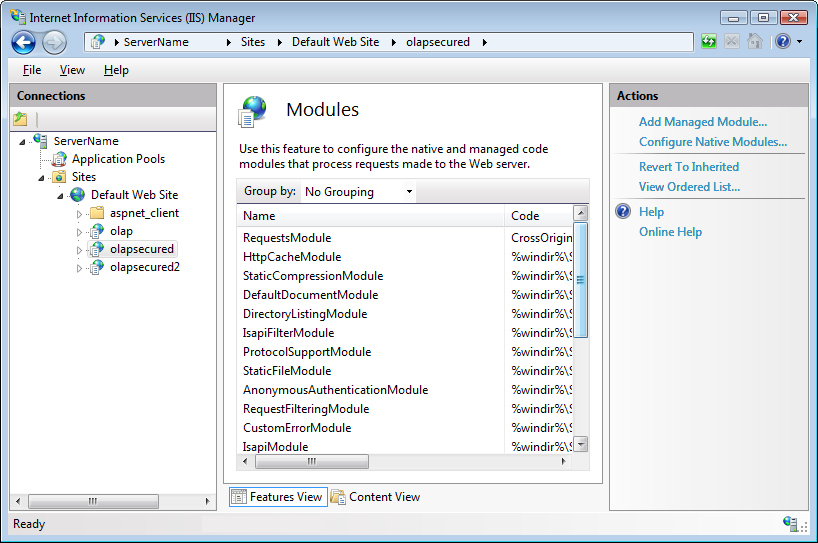 Internet Information Services (IIS) Manager
ServerName Sites Default Web Site olapsecured
File View Help
Connections
ServerName
Application Pools
Sites
Default Web Site
aspnet_client
olap
olapsecured
olapsecured2
Modules
Use this feature to configure the native and managed code
modules that process requests made to the Web server.
Group by: No Grouping
Name Code
RequestsModule CrossOrigin
HttpCacheModule %windir%\S
StaticCompressionModule %windir%\S
DefaultDocumentModule %windir%\S
DirectoryListingModule %windir%\S
IsapiFilterModule %windir%\S
ProtocolSupportModule %windir%\S
StaticFileModule %windir%\S
AnonymousAuthenticationModule %windir%\S
RequestFilteringModule %windir%\S
CustomErrorModule %windir%\S
IsapiModule %windir%\S
Features View Content View
Actions
Add Managed Module...
Configure Native Modules...
Revert To Inherited
View Ordered List...
Help
Online Help
Ready